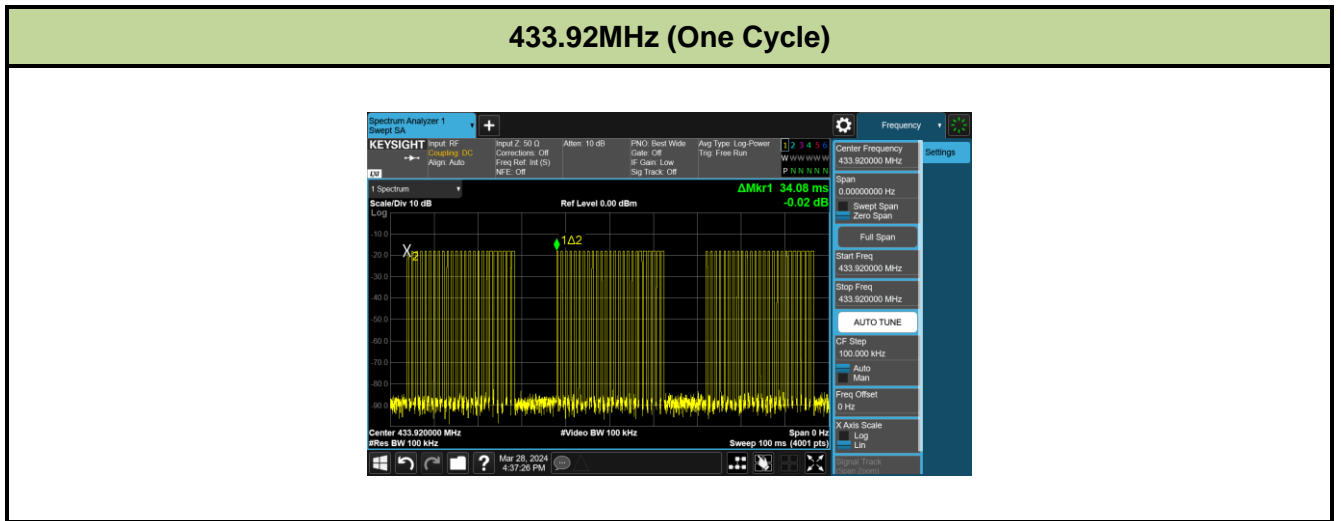 433.92MHz (One Cycle)
Spectrum Analyzer 1
Swept SA
+
Frequency
KEYSIGHT
Input: RF
Coupling: DC
Align: Auto
Input Z: 50 Ω
Corrections: Off
Freq Ref: Int (S)
NFE: Off
Atten: 10 dB
PNO: Best Wide
Gate: Off
IF Gain: Low
Sig Track: Off
Avg Type: Log-Power
Trig: Free Run
1 2 3 4 5 6
W W W W W W
P N N N N N
LXI
1 Spectrum
ΔMkr1 34.08 ms
-0.02 dB
Scale/Div 10 dB
Ref Level 0.00 dBm
Log
-10.0
-20.0
-30.0
-40.0
-50.0
-60.0
-70.0
-80.0
-90.0
X2
1Δ2
Center 433.920000 MHz
#Video BW 100 kHz
Span 0 Hz
#Res BW 100 kHz
Sweep 100 ms (4001 pts)
Center Frequency
433.920000 MHz
Settings
Span
0.00000000 Hz
Swept Span
Zero Span
Full Span
Start Freq
433.920000 MHz
Stop Freq
433.920000 MHz
AUTO TUNE
CF Step
100.000 kHz
Auto
Man
Freq Offset
0 Hz
X Axis Scale
Log
Lin
Signal Track
(Span Zoom)
?
Mar 28, 2024
4:37:26 PM